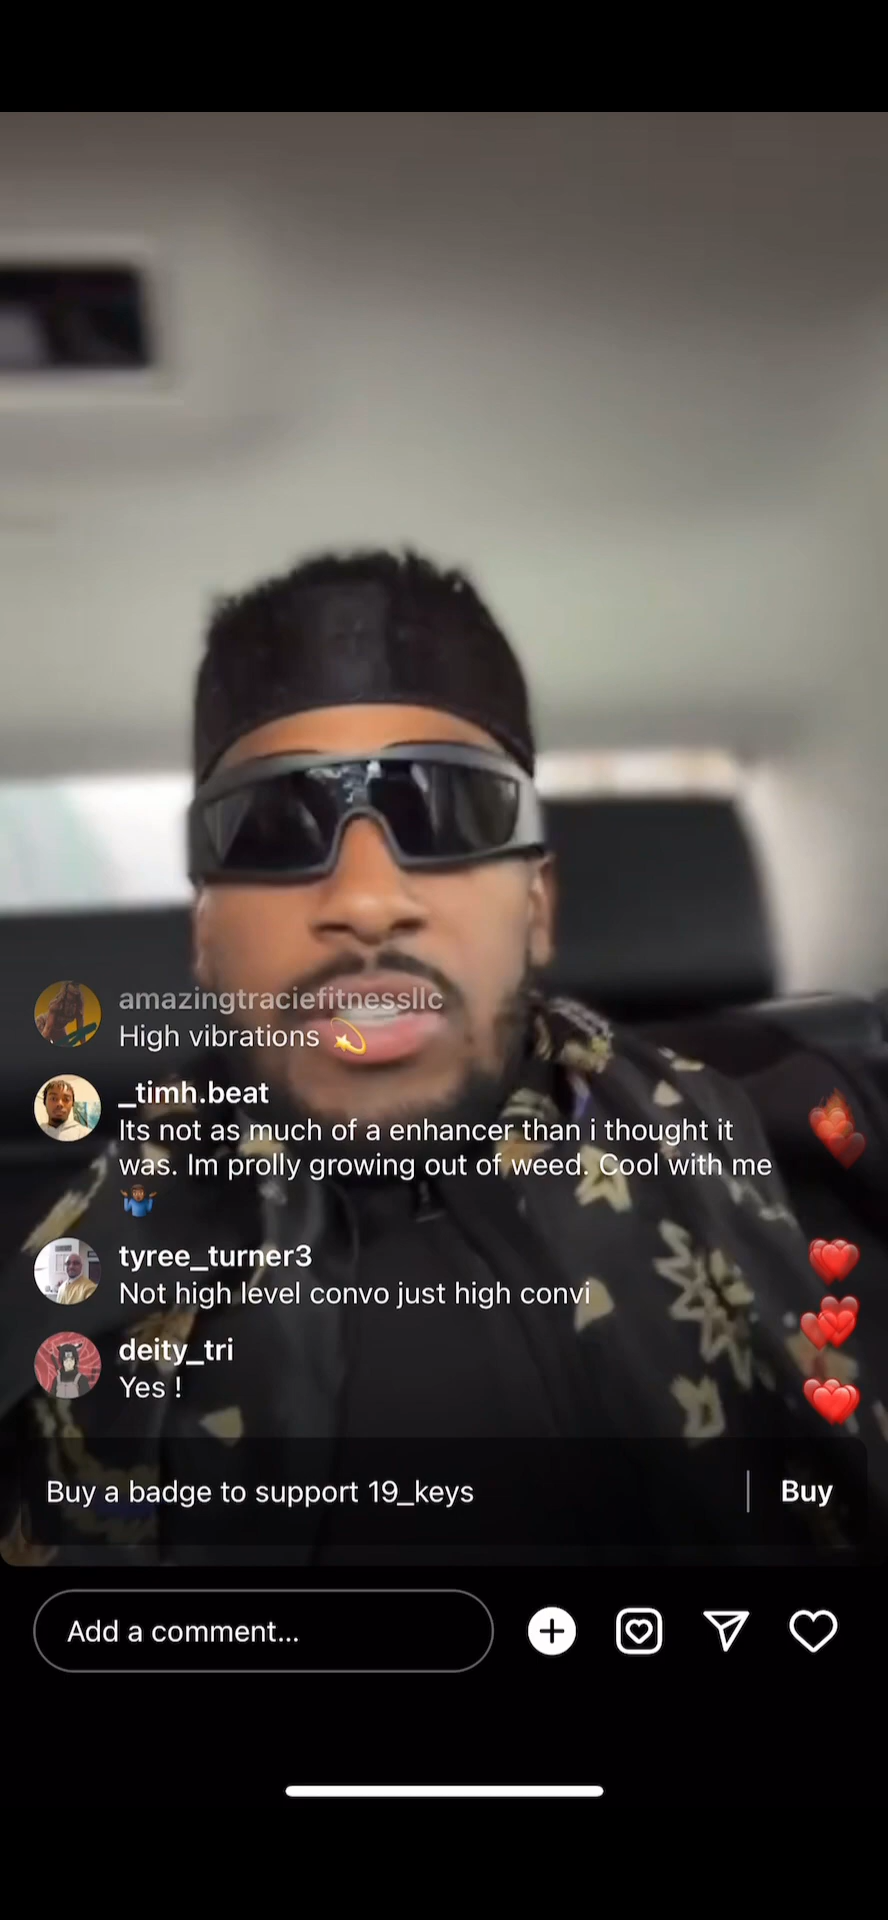 amazingtraciefitnessllc
High vibrations 💫
_timh.beat
Its not as much of a enhancer than i thought it
was. Im prolly growing out of weed. Cool with me
🤷🏾‍♂️
tyree_turner3
Not high level convo just high convi
deity_tri
Yes !
Buy a badge to support 19_keys | Buy
Add a comment...